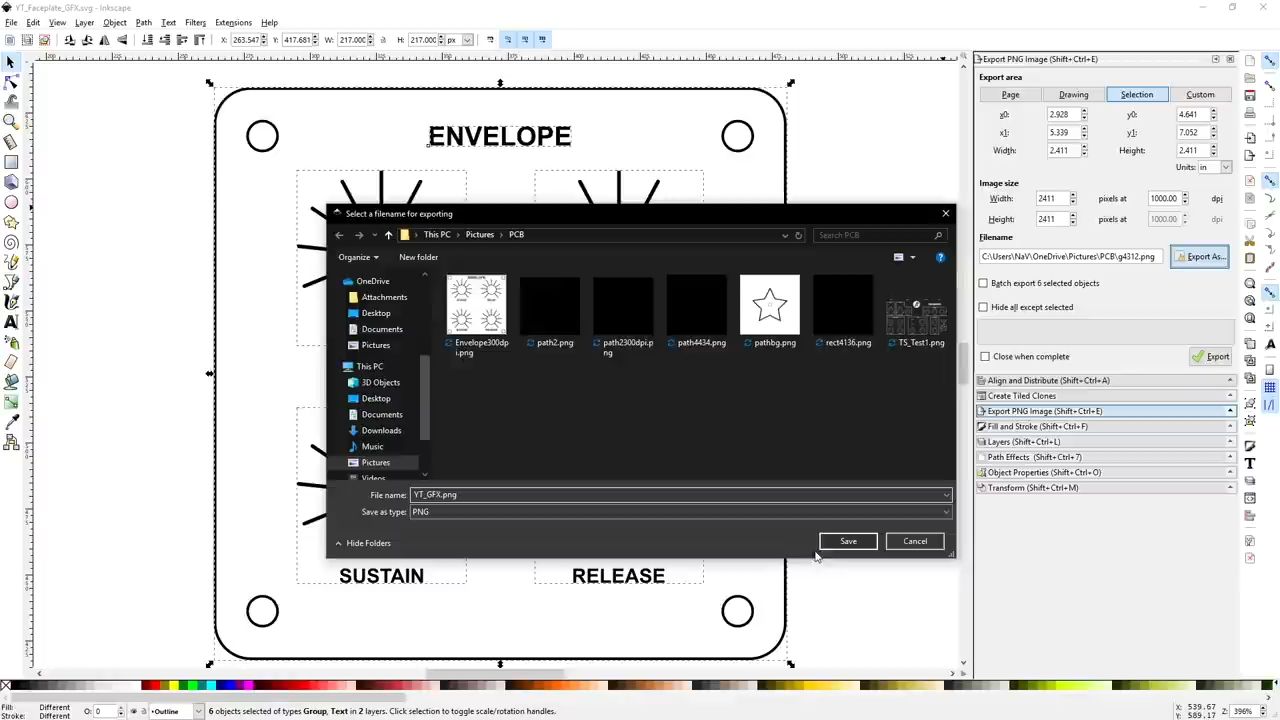 YT_Faceplate_GFX.svg - Inkscape
File Edit View Layer Object Path Text Filters Extensions Help
X: 263.547 Y: 417.681 W: 217.000 H: 217.000 px
ENVELOPE
SUSTAIN RELEASE
Select a filename for exporting
This PC Pictures PCB
Search PCB
Organize New folder
OneDrive
Attachments
Desktop
Documents
Pictures
This PC
3D Objects
Desktop
Documents
Downloads
Music
Pictures
Videos
Envelope300dp
i.png
path2.png
path2300dpi.p
ng
path4434.png
pathbg.png
rect4136.png
TS_Test1.png
File name: YT_GFX.png
Save as type: PNG
Hide Folders
Save Cancel
Export PNG Image (Shift+Ctrl+E)
Export area
Page Drawing Selection Custom
x0: 2.928 y0: 4.641
x1: 5.339 y1: 7.052
Width: 2.411 Height: 2.411
Units: in
Image size
Width: 2411 pixels at 1000.00 dpi
Height: 2411 pixels at 1000.00 dpi
Filename
C:\Users\NaV\OneDrive\Pictures\PCB\g4312.png Export As...
Batch export 6 selected objects
Hide all except selected
Close when complete Export
Align and Distribute (Shift+Ctrl+A)
Create Tiled Clones
Export PNG Image (Shift+Ctrl+E)
Fill and Stroke (Shift+Ctrl+F)
Layers (Shift+Ctrl+L)
Path Effects (Shift+Ctrl+7)
Object Properties (Shift+Ctrl+O)
Transform (Shift+Ctrl+M)
Fill: Different
Stroke: Different
O: 0
Outline
6 objects selected of types Group, Text in 2 layers. Click selection to toggle scale/rotation handles.
X: 539.67
Y: 589.17
Z: 396%